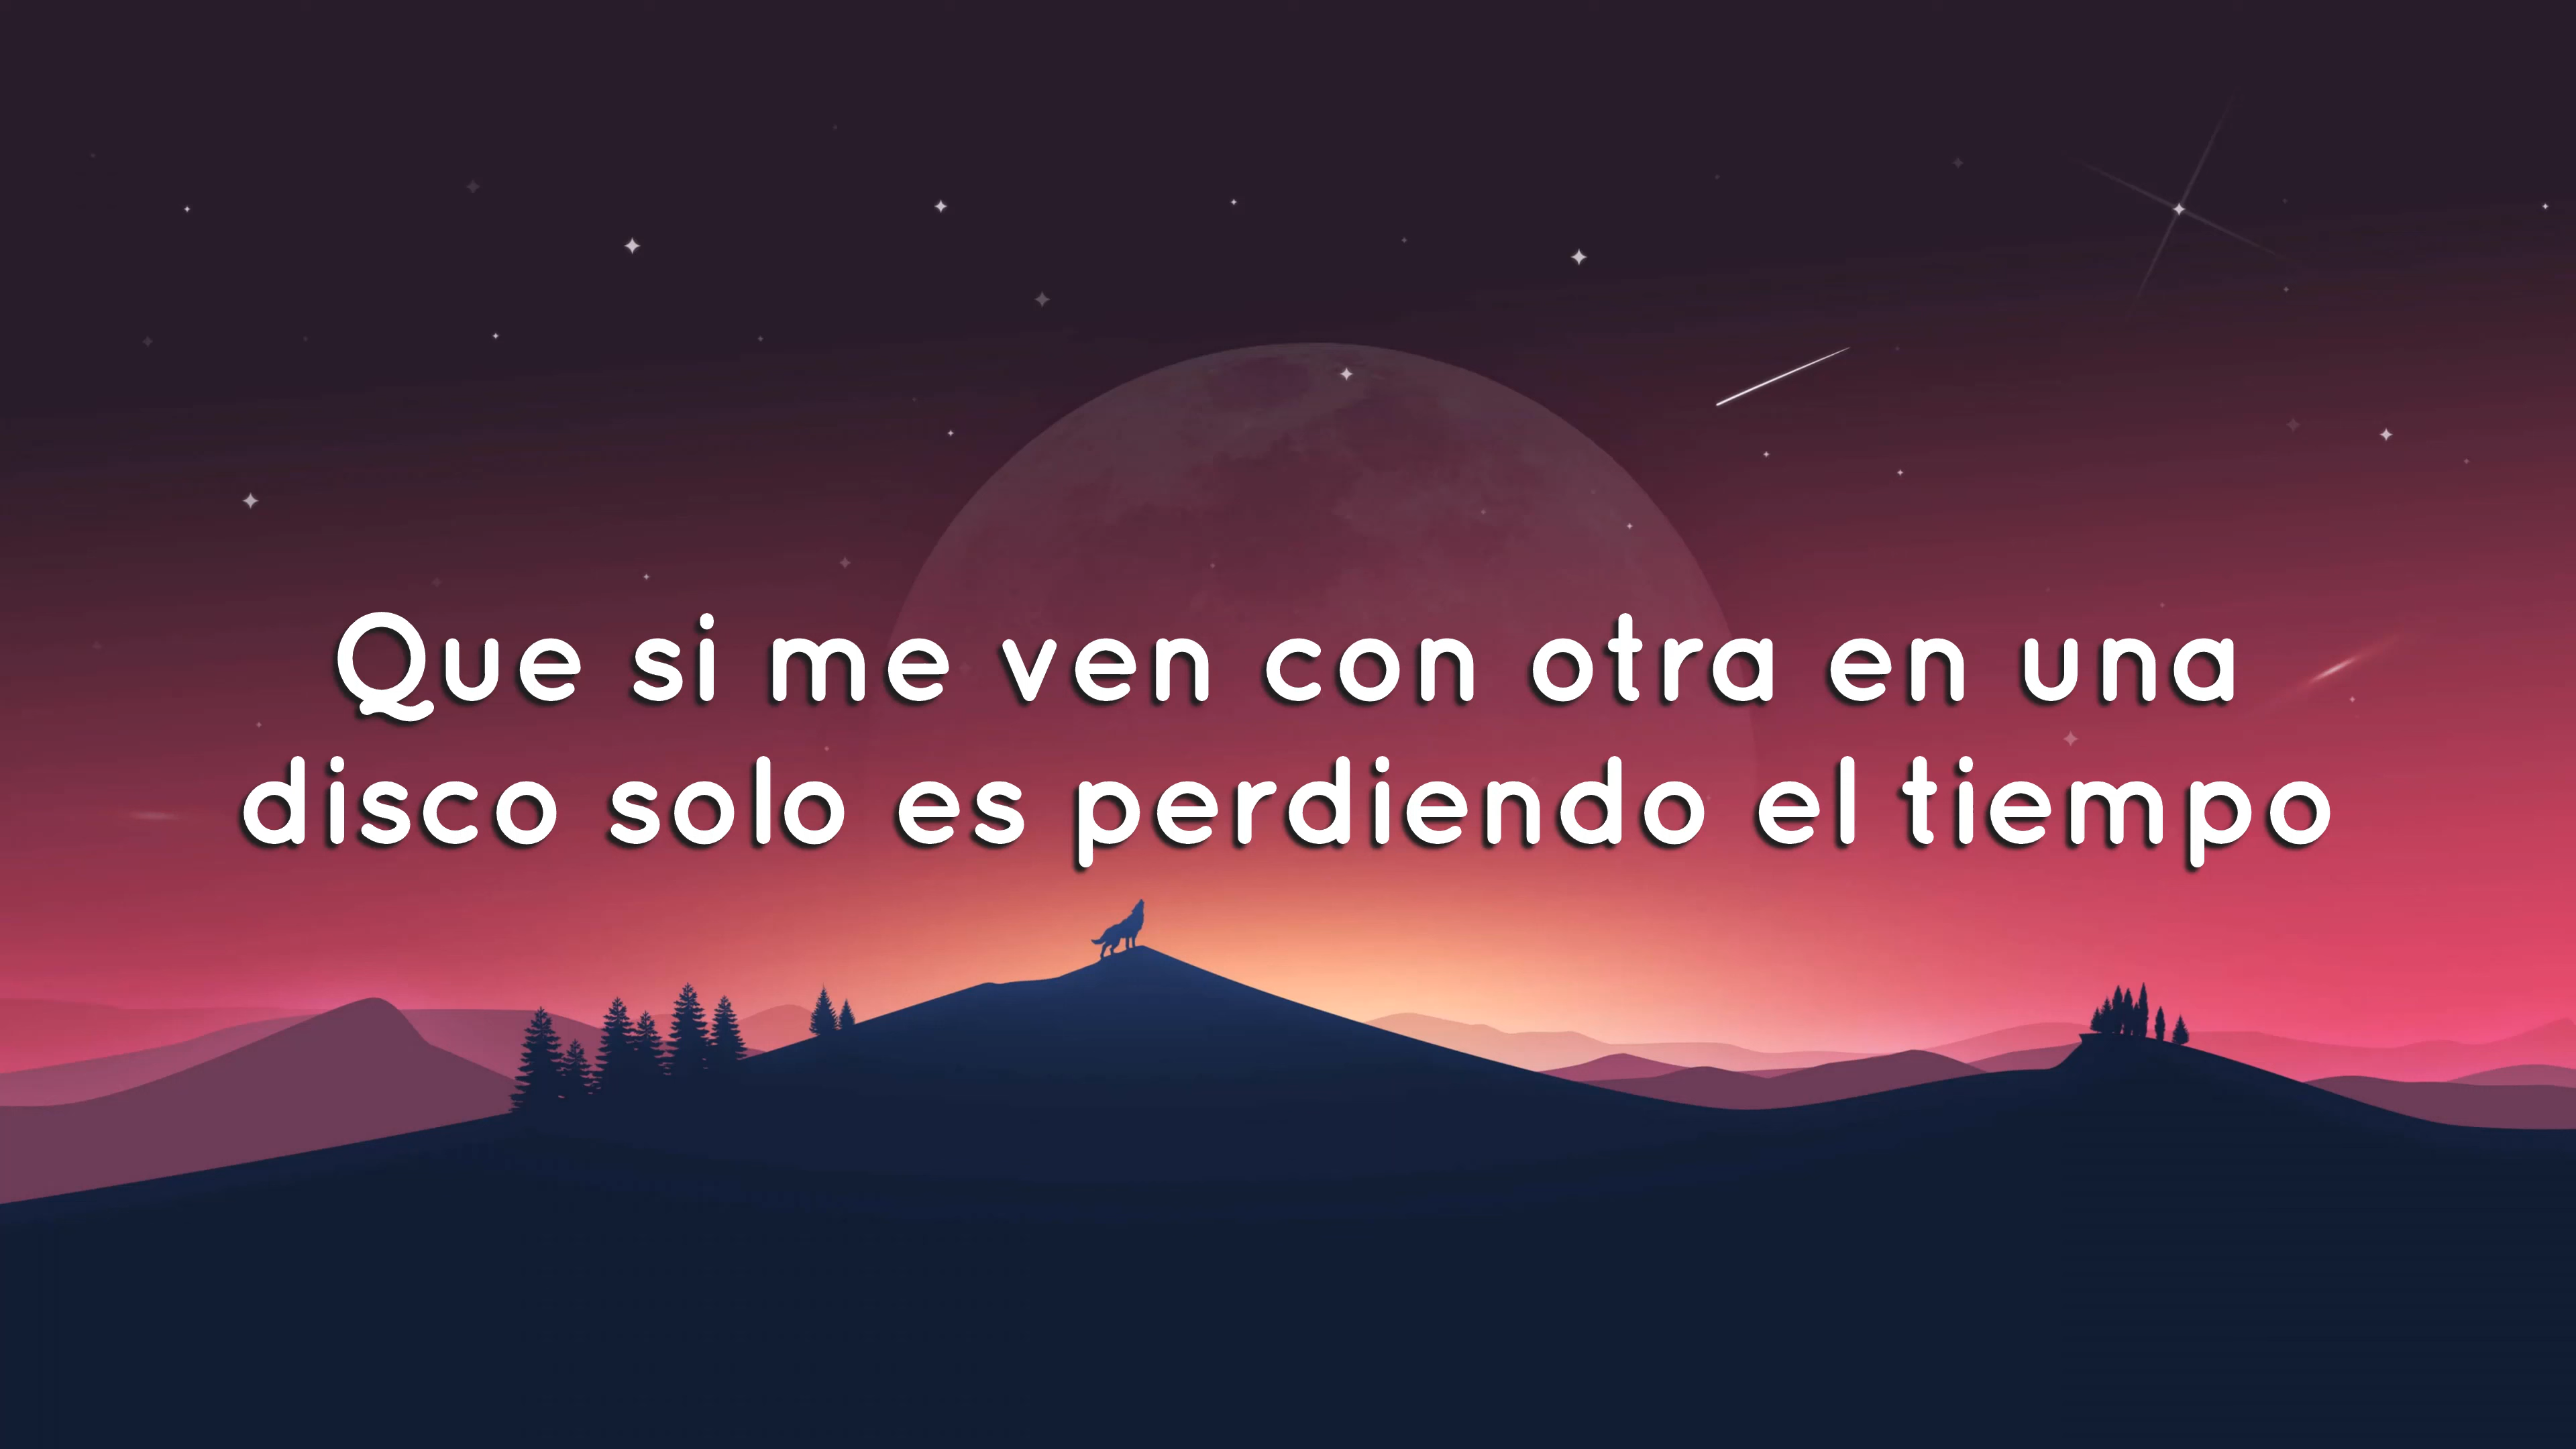 Que si me ven con otra en una
disco solo es perdiendo el tiempo